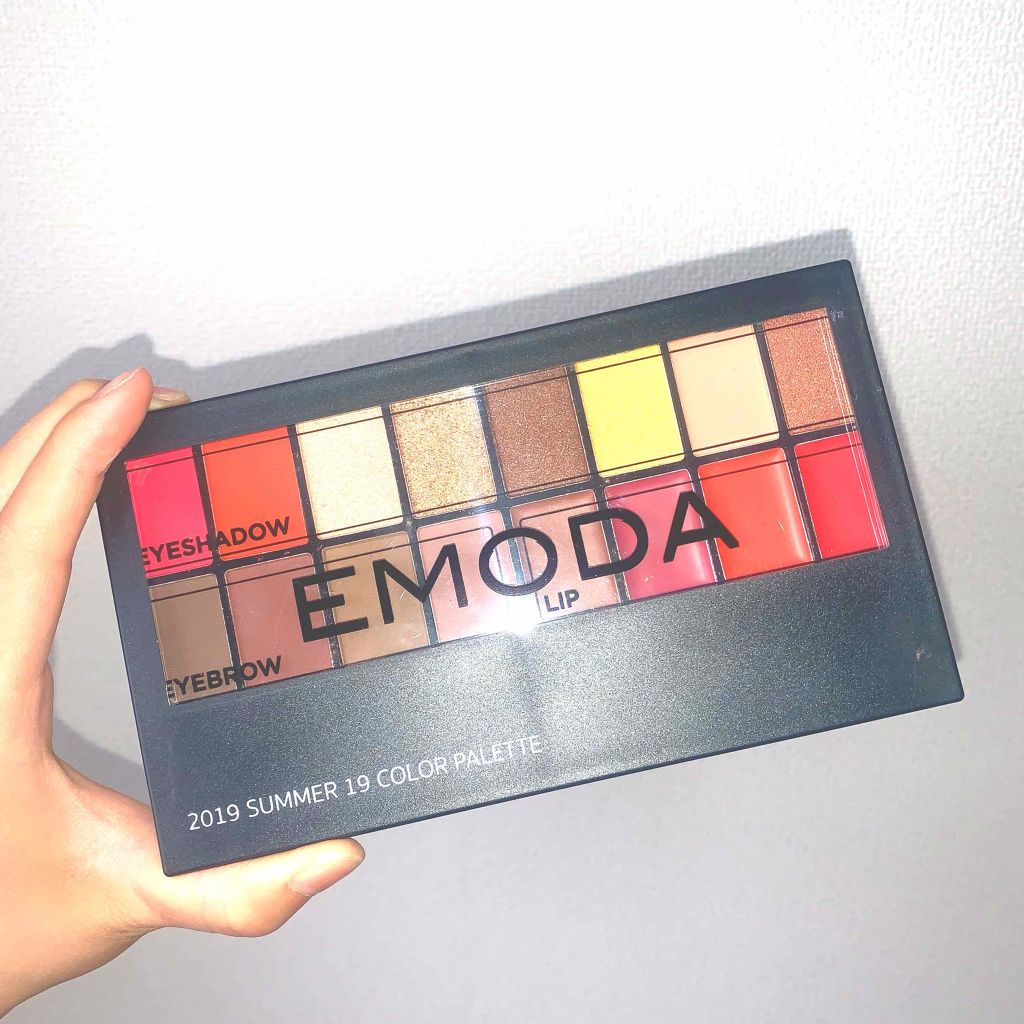 EYESHADOW
EMODA
LIP
EYEBROW
2019 SUMMER 19 COLOR PALETTE